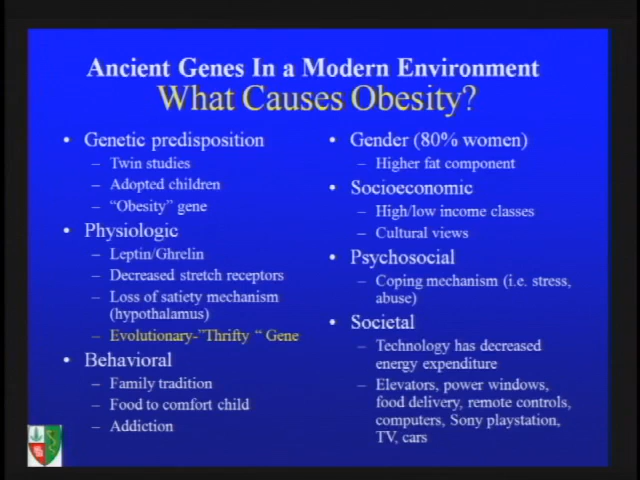 Ancient Genes In a Modern Environment
What Causes Obesity?
• Genetic predisposition
– Twin studies
– Adopted children
– “Obesity” gene
• Physiologic
– Leptin/Ghrelin
– Decreased stretch receptors
– Loss of satiety mechanism
(hypothalamus)
– Evolutionary-”Thrifty “ Gene
• Behavioral
– Family tradition
– Food to comfort child
– Addiction
• Gender (80% women)
– Higher fat component
• Socioeconomic
– High/low income classes
– Cultural views
• Psychosocial
– Coping mechanism (i.e. stress,
abuse)
• Societal
– Technology has decreased
energy expenditure
– Elevators, power windows,
food delivery, remote controls,
computers, Sony playstation,
TV, cars